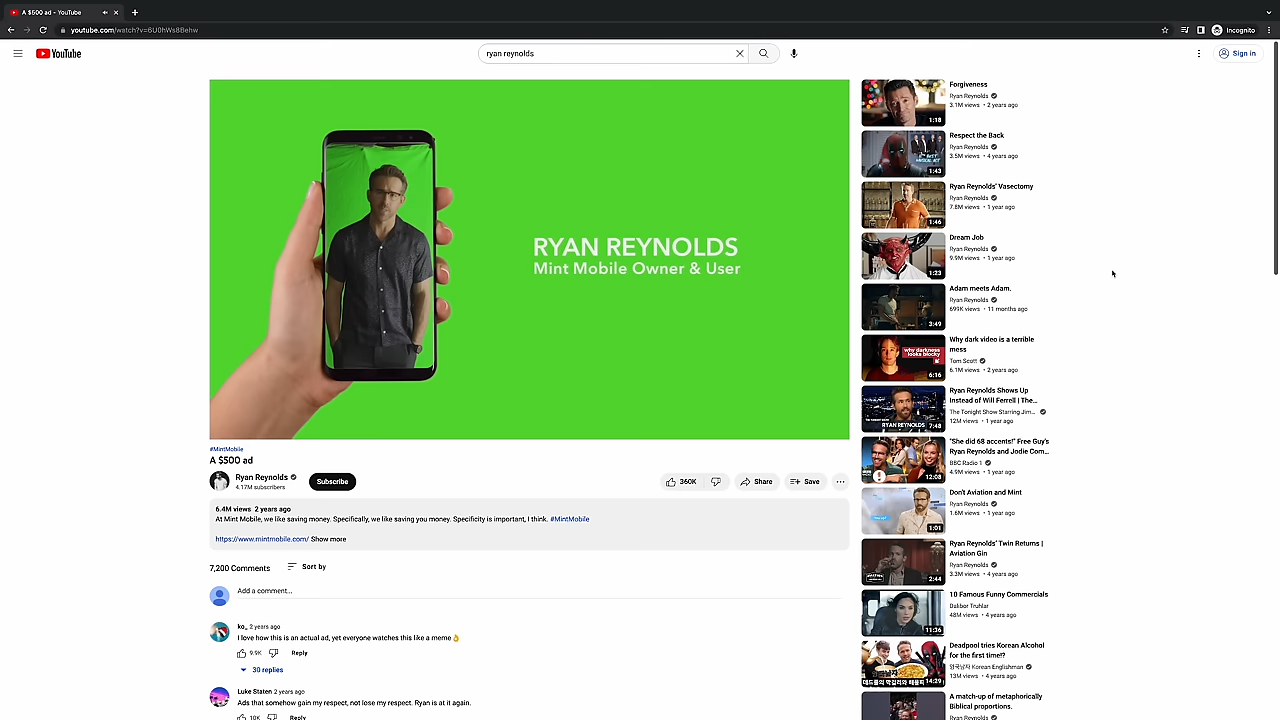 A $500 ad - YouTube
youtube.com/watch?v=6U0hWs8Behw
Incognito
YouTube
ryan reynolds
Sign in
RYAN REYNOLDS
Mint Mobile Owner & User
#MintMobile
A $500 ad
Ryan Reynolds
4.17M subscribers
Subscribe
360K
Share
Save
6.4M views 2 years ago
At Mint Mobile, we like saving money. Specifically, we like saving you money. Specificity is important, I think. #MintMobile
https://www.mintmobile.com/ Show more
7,200 Comments
Sort by
Add a comment...
ko_ 2 years ago
I love how this is an actual ad, yet everyone watches this like a meme 👌
9.9K
Reply
30 replies
Luke Staten 2 years ago
Ads that somehow gain my respect, not lose my respect. Ryan is at it again.
10K
Reply
1:18
Forgiveness
Ryan Reynolds
3.1M views • 2 years ago
1:43
Respect the Back
Ryan Reynolds
3.5M views • 4 years ago
1:46
Ryan Reynolds' Vasectomy
Ryan Reynolds
7.8M views • 1 year ago
1:23
Dream Job
Ryan Reynolds
9.9M views • 1 year ago
3:49
Adam meets Adam.
Ryan Reynolds
699K views • 11 months ago
why darkness
looks blocky
6:16
Why dark video is a terrible
mess
Tom Scott
6.1M views • 2 years ago
RYAN REYNOLDS
7:48
Ryan Reynolds Shows Up
Instead of Will Ferrell | The...
The Tonight Show Starring Jim...
12M views • 1 year ago
12:08
"She did 68 accents!" Free Guy's
Ryan Reynolds and Jodie Com...
BBC Radio 1
4.9M views • 1 year ago
1:01
Don't Aviation and Mint
Ryan Reynolds
1.6M views • 1 year ago
2:44
Ryan Reynolds' Twin Returns |
Aviation Gin
Ryan Reynolds
3.3M views • 4 years ago
11:36
10 Famous Funny Commercials
Dalibor Truhlar
48M views • 4 years ago
14:29
Deadpool tries Korean Alcohol
for the first time!?
영국남자 Korean Englishman
13M views • 4 years ago
A match-up of metaphorically
Biblical proportions.
Ryan Reynolds